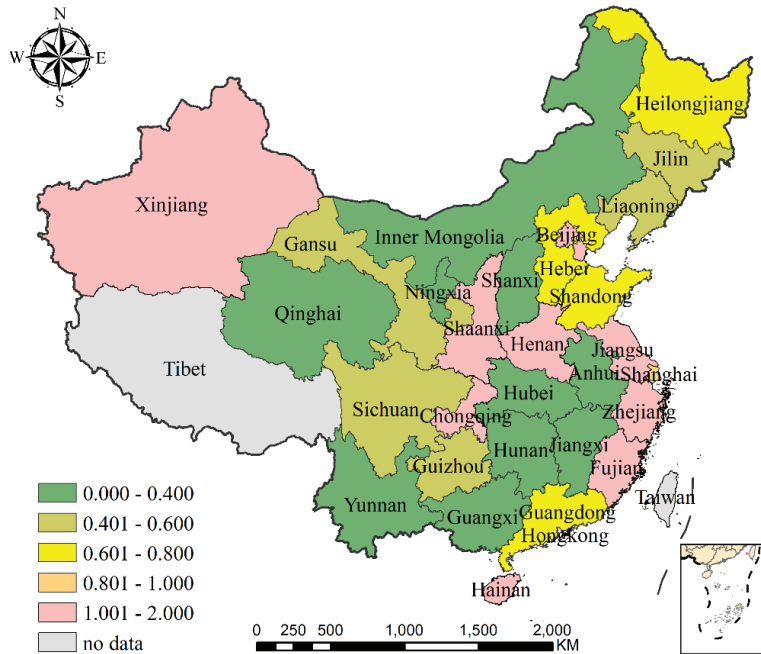 N
W E
S
Heilongjiang
Jilin
Liaoning
Xinjiang
Gansu
Inner Mongolia
Beijing
Hebei
Shanxi
Ningxia
Shandong
Qinghai
Shaanxi
Henan
Jiangsu
Tibet
Anhui
Shanghai
Hubei
Sichuan
Chongqing
Zhejiang
Hunan
Jiangxi
Guizhou
Fujian
Taiwan
Yunnan
Guangxi
Guangdong
Hongkong
Hainan
0.000 - 0.400
0.401 - 0.600
0.601 - 0.800
0.801 - 1.000
1.001 - 2.000
no data
0 250 500 1,000 1,500 2,000
KM